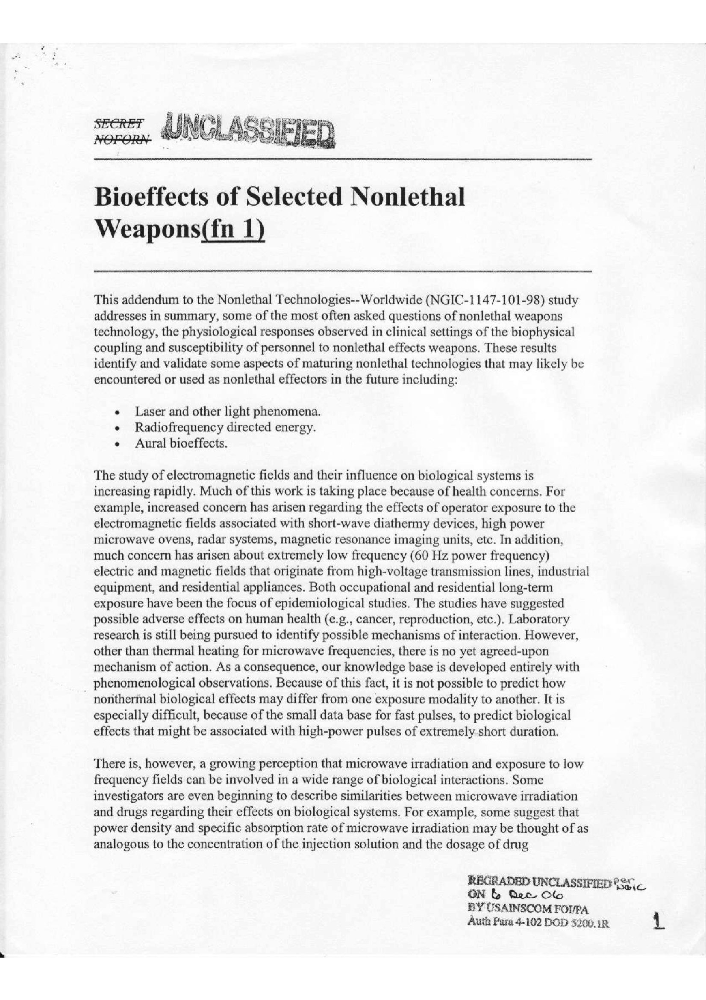 SECRET
NOFORN
UNCLASSIFIED
Bioeffects of Selected Nonlethal
Weapons(fn 1)
This addendum to the Nonlethal Technologies--Worldwide (NGIC-1147-101-98) study
addresses in summary, some of the most often asked questions of nonlethal weapons
technology, the physiological responses observed in clinical settings of the biophysical
coupling and susceptibility of personnel to nonlethal effects weapons. These results
identify and validate some aspects of maturing nonlethal technologies that may likely be
encountered or used as nonlethal effectors in the future including:
• Laser and other light phenomena.
• Radiofrequency directed energy.
• Aural bioeffects.
The study of electromagnetic fields and their influence on biological systems is
increasing rapidly. Much of this work is taking place because of health concerns. For
example, increased concern has arisen regarding the effects of operator exposure to the
electromagnetic fields associated with short-wave diathermy devices, high power
microwave ovens, radar systems, magnetic resonance imaging units, etc. In addition,
much concern has arisen about extremely low frequency (60 Hz power frequency)
electric and magnetic fields that originate from high-voltage transmission lines, industrial
equipment, and residential appliances. Both occupational and residential long-term
exposure have been the focus of epidemiological studies. The studies have suggested
possible adverse effects on human health (e.g., cancer, reproduction, etc.). Laboratory
research is still being pursued to identify possible mechanisms of interaction. However,
other than thermal heating for microwave frequencies, there is no yet agreed-upon
mechanism of action. As a consequence, our knowledge base is developed entirely with
phenomenological observations. Because of this fact, it is not possible to predict how
nonthermal biological effects may differ from one exposure modality to another. It is
especially difficult, because of the small data base for fast pulses, to predict biological
effects that might be associated with high-power pulses of extremely short duration.
There is, however, a growing perception that microwave irradiation and exposure to low
frequency fields can be involved in a wide range of biological interactions. Some
investigators are even beginning to describe similarities between microwave irradiation
and drugs regarding their effects on biological systems. For example, some suggest that
power density and specific absorption rate of microwave irradiation may be thought of as
analogous to the concentration of the injection solution and the dosage of drug
REGRADED UNCLASSIFIED per NGIC
ON 6 Dec 06
BY USAINSCOM FOI/PA
Auth Para 4-102 DOD 5200.1R
1